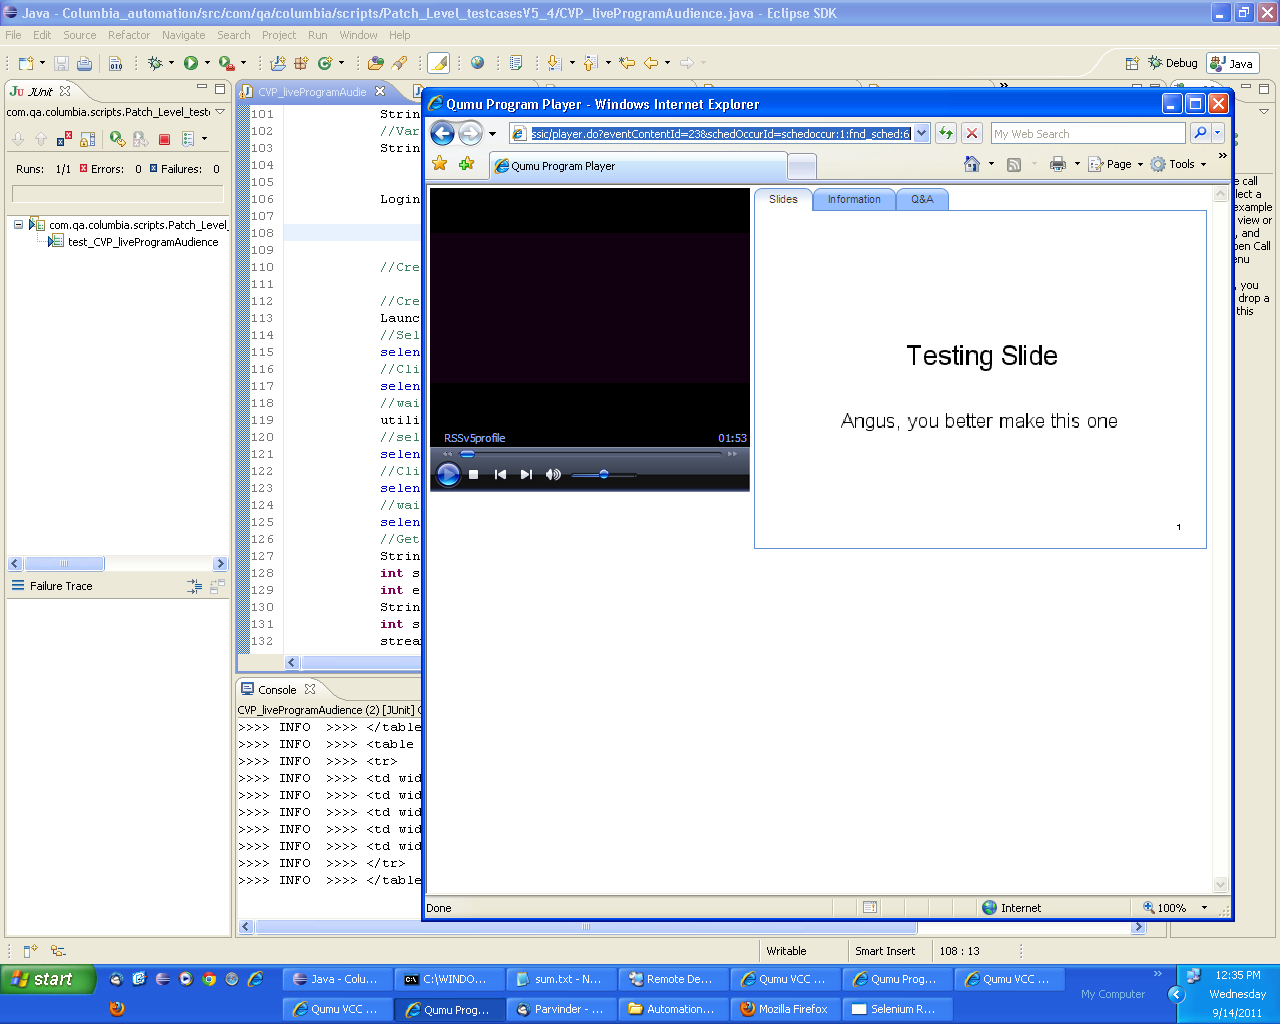 Java - Columbia_automation/src/com/qa/columbia/scripts/Patch_Level_testcasesV5_4/CVP_liveProgramAudience.java - Eclipse SDK
File Edit Source Refactor Navigate Search Project Run Window Help
Debug Java
JUnit
com.qa.columbia.scripts.Patch_Level_test
Runs: 1/1 Errors: 0 Failures: 0
com.qa.columbia.scripts.Patch_Level_
test_CVP_liveProgramAudience
Failure Trace
CVP_liveProgramAudie
101 Strin
102 //Var
103 Strin
104
105
106 Login
107
108
109
110 //Cre
111
112 //Cre
113 Launc
114 //Sel
115 selen
116 //Cli
117 selen
118 //wai
119 utili
120 //sel
121 selen
122 //Cli
123 selen
124 //wai
125 selen
126 //Get
127 Strin
128 int s
129 int e
130 Strin
131 int s
132 strea
Console
CVP_liveProgramAudience (2) [JUnit] C
>>>> INFO >>>> </table
>>>> INFO >>>> <table
>>>> INFO >>>> <tr>
>>>> INFO >>>> <td wid
>>>> INFO >>>> <td wid
>>>> INFO >>>> <td wid
>>>> INFO >>>> <td wid
>>>> INFO >>>> <td wid
>>>> INFO >>>> </tr>
>>>> INFO >>>> </table
Qumu Program Player - Windows Internet Explorer
ssic/player.do?eventContentId=23&schedOccurId=schedoccur:1:fnd_sched:6
My Web Search
Qumu Program Player
Page Tools
RSSv5profile 01:53
Slides Information Q&A
Testing Slide
Angus, you better make this one
1
Done Internet 100%
e call
lect a
example
view or
, and
pen Call
enu
, you
drop a
this
Writable Smart Insert 108 : 13
start
Java - Colu... C:\WINDO... sum.txt - N... Remote De... Qumu VCC ... Qumu Prog... Qumu VCC ...
Qumu VCC ... Qumu Prog... Parvinder - ... Automation... Mozilla Firefox Selenium R...
My Computer
12:35 PM
Wednesday
9/14/2011